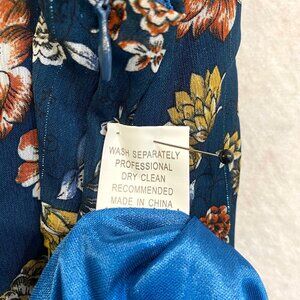 WASH SEPARATELY
PROFESSIONAL
DRY CLEAN
RECOMMENDED
MADE IN CHINA